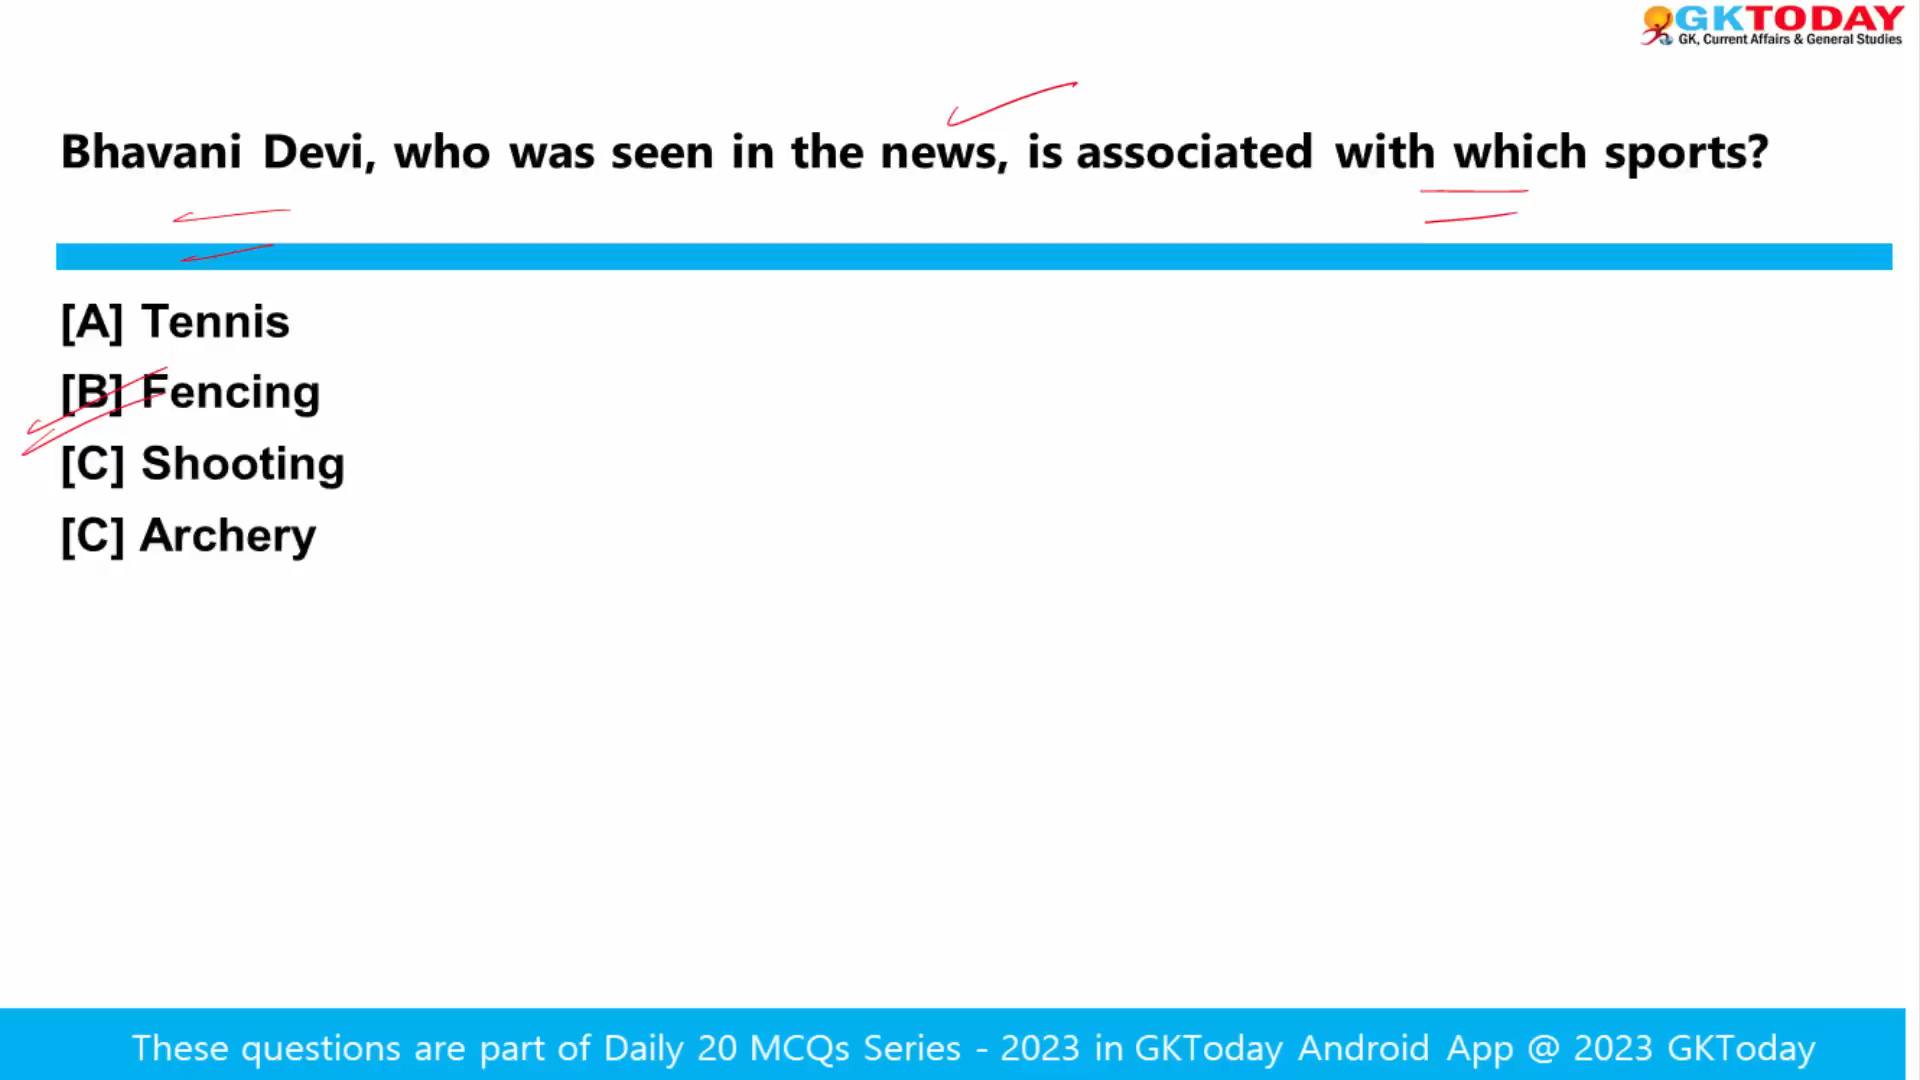 GKTODAY
GK, Current Affairs & General Studies
Bhavani Devi, who was seen in the news, is associated with which sports?
[A] Tennis
[B] Fencing
[C] Shooting
[C] Archery
These questions are part of Daily 20 MCQs Series - 2023 in GKToday Android App @ 2023 GKToday